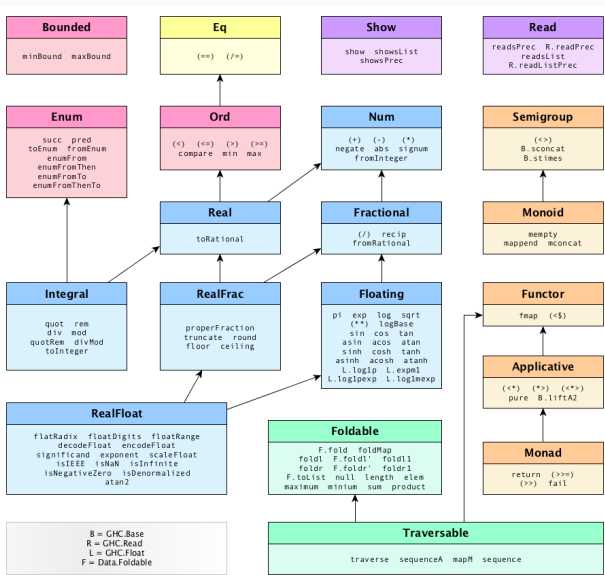 Bounded
minBound maxBound
Eq
(==) (/=)
Show
show showsList
showsPrec
Read
readsPrec R.readPrec
readsList
R.readListPrec
Enum
succ pred
toEnum fromEnum
enumFrom
enumFromThen
enumFromTo
enumFromThenTo
Ord
(<) (<=) (>) (>=)
compare min max
Num
(+) (-) (*)
negate abs signum
fromInteger
Semigroup
(<>)
B.sconcat
B.stimes
Real
toRational
Fractional
(/) recip
fromRational
Monoid
mempty
mappend mconcat
Integral
quot rem
div mod
quotRem divMod
toInteger
RealFrac
properFraction
truncate round
floor ceiling
Floating
pi exp log sqrt
(**) logBase
sin cos tan
asin acos atan
sinh cosh tanh
asinh acosh atanh
L.log1p L.expm1
L.log1pexp L.log1mexp
Functor
fmap (<$)
Applicative
(<*) (*>) (<*>)
pure B.liftA2
RealFloat
flatRadix floatDigits floatRange
decodeFloat encodeFloat
significand exponent scaleFloat
isIEEE isNaN isInfinite
isNegativeZero isDenormalized
atan2
Foldable
F.fold foldMap
foldl F.foldl' foldl1
foldr F.foldr' foldr1
F.toList null length elem
maximum minium sum product
Monad
return (>>=)
(>>) fail
B = GHC.Base
R = GHC.Read
L = GHC.Float
F = Data.Foldable
Traversable
traverse sequenceA mapM sequence